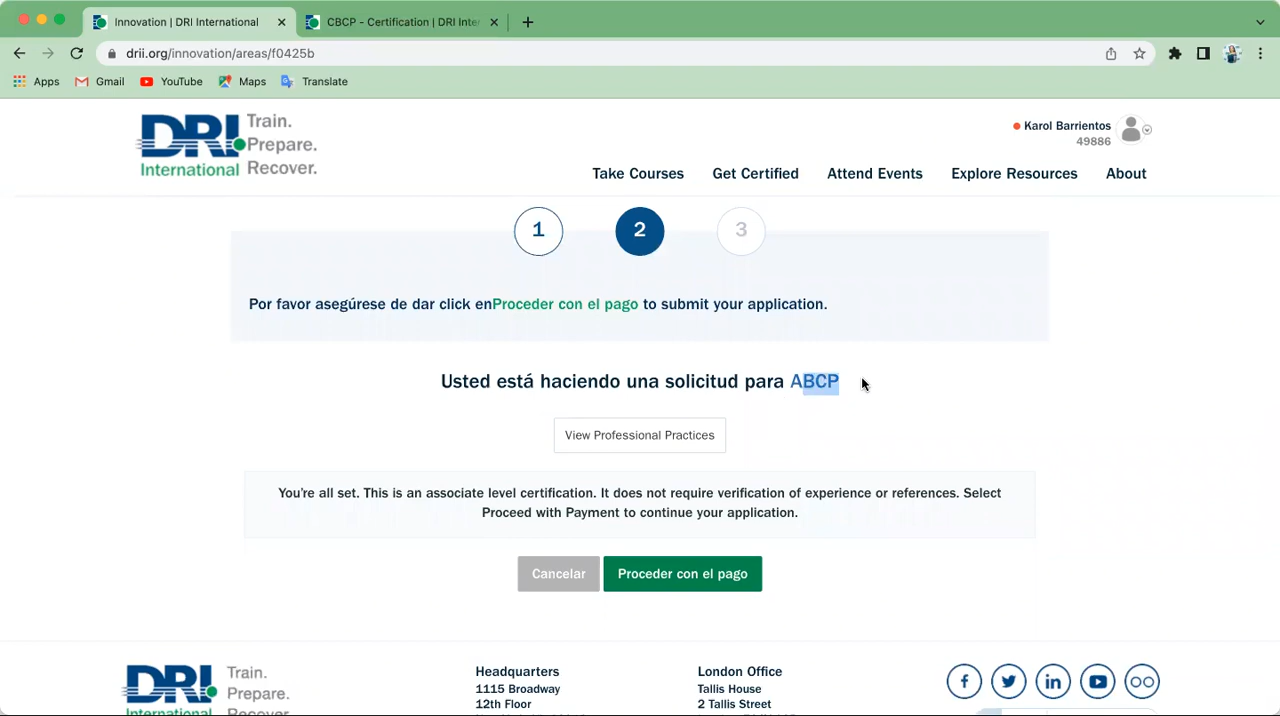 Innovation | DRI International
CBCP - Certification | DRI Inte
drii.org/innovation/areas/f0425b
Apps Gmail YouTube Maps Translate
DRI International
Train.
Prepare.
Recover.
Karol Barrientos
49886
Take Courses Get Certified Attend Events Explore Resources About
1 2 3
Por favor asegúrese de dar click enProceder con el pago to submit your application.
Usted está haciendo una solicitud para ABCP
View Professional Practices
You're all set. This is an associate level certification. It does not require verification of experience or references. Select
Proceed with Payment to continue your application.
Cancelar Proceder con el pago
DRI International
Train.
Prepare.
Recover.
Headquarters
1115 Broadway
12th Floor
London Office
Tallis House
2 Tallis Street